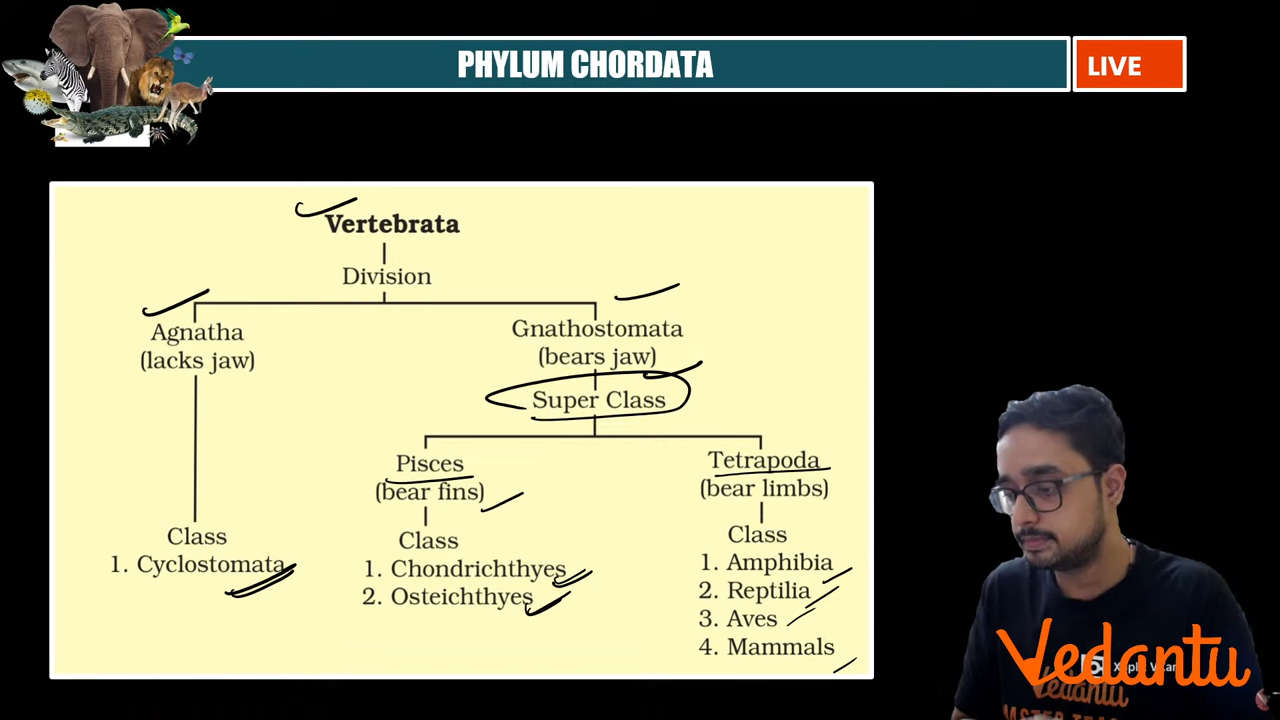 PHYLUM CHORDATA
LIVE
Vertebrata
Division
Agnatha
(lacks jaw)
Gnathostomata
(bears jaw)
Super Class
Pisces
(bear fins)
Tetrapoda
(bear limbs)
Class
1. Cyclostomata
Class
1. Chondrichthyes
2. Osteichthyes
Class
1. Amphibia
2. Reptilia
3. Aves
4. Mammals
Vedantu